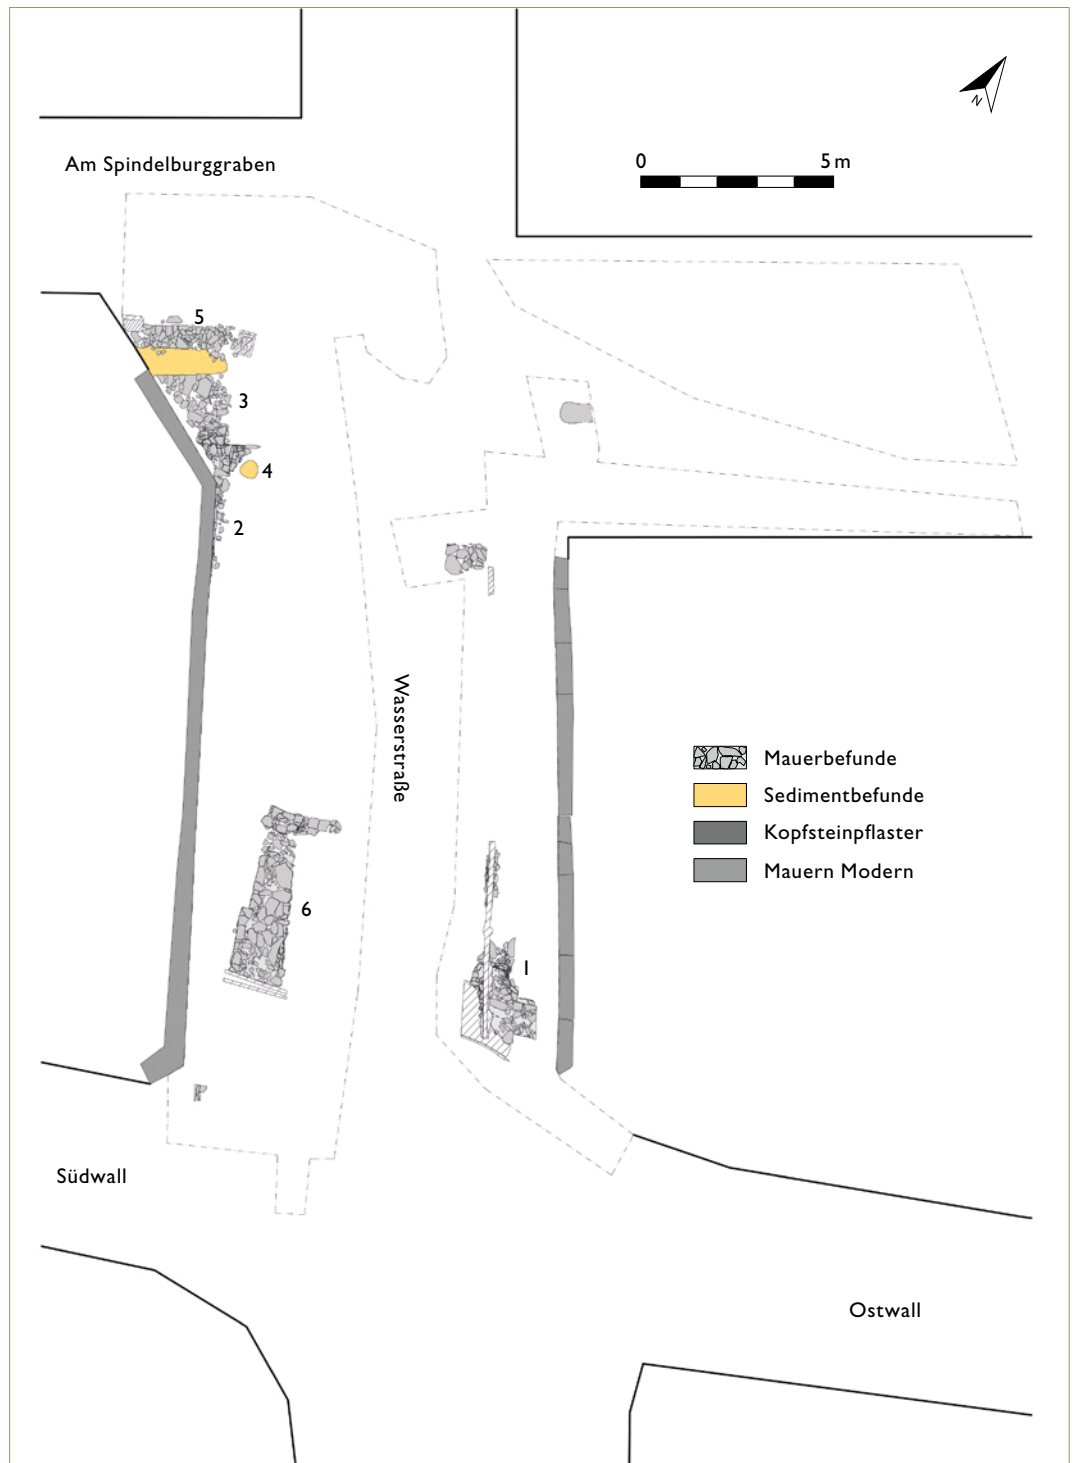 N
0 5 m
Am Spindelburggraben
5
3
4
2
Wasserstraße
Mauerbefunde
Sedimentbefunde
Kopfsteinpflaster
Mauern Modern
6
1
Südwall
Ostwall